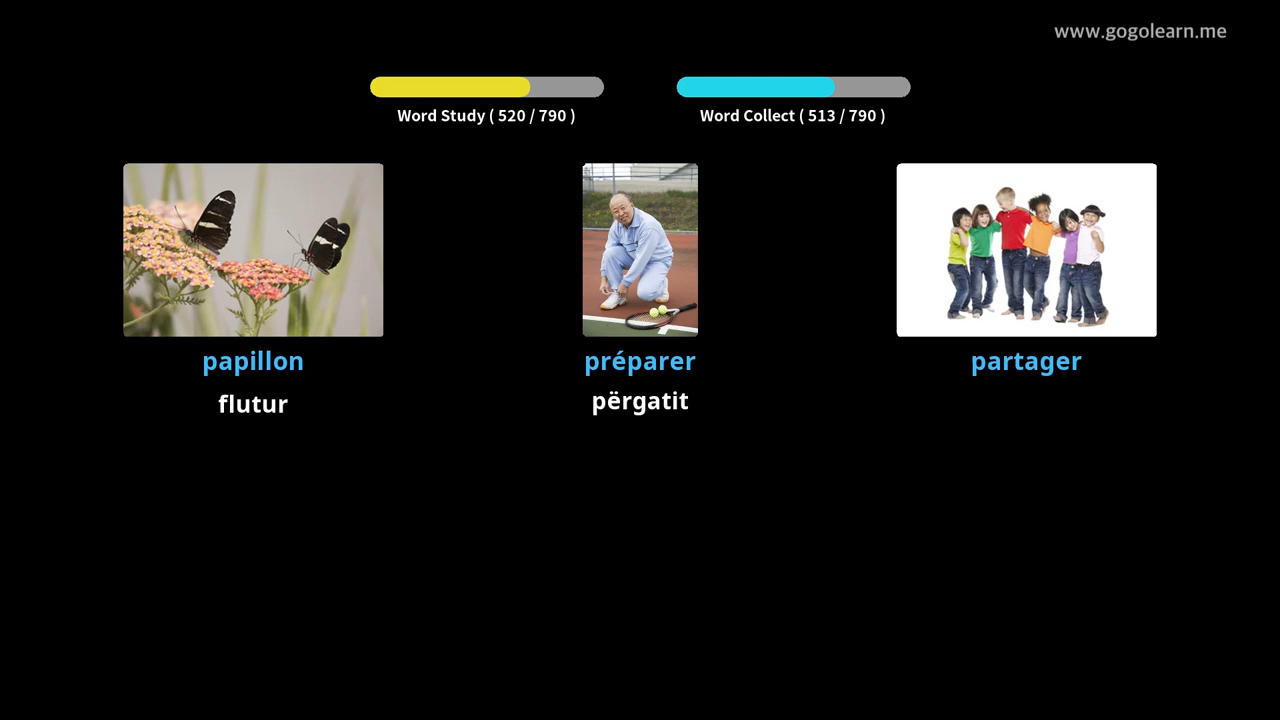 www.gogolearn.me
Word Study ( 520 / 790 )
Word Collect ( 513 / 790 )
papillon
préparer
partager
flutur
përgatit